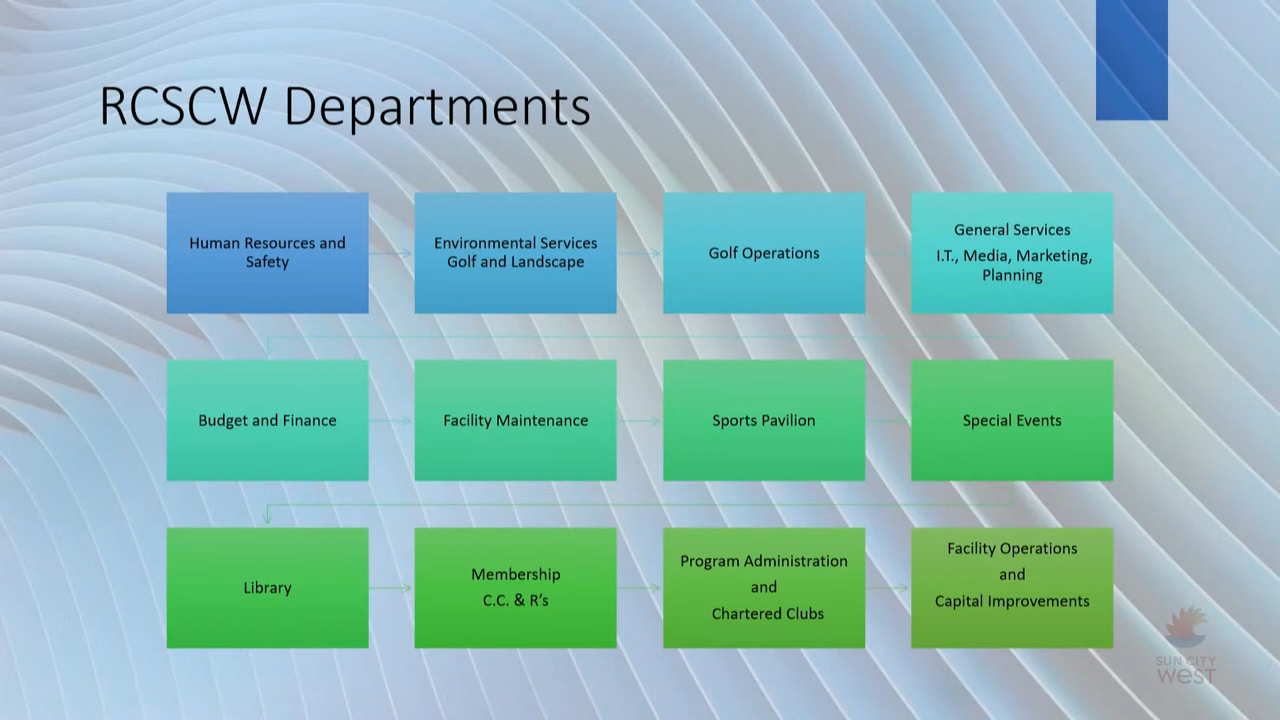 RCSCW Departments
Human Resources and
Safety
Environmental Services
Golf and Landscape
Golf Operations
General Services
I.T., Media, Marketing,
Planning
Budget and Finance
Facility Maintenance
Sports Pavilion
Special Events
Library
Membership
C.C. & R’s
Program Administration
and
Chartered Clubs
Facility Operations
and
Capital Improvements
SUN CITY
west